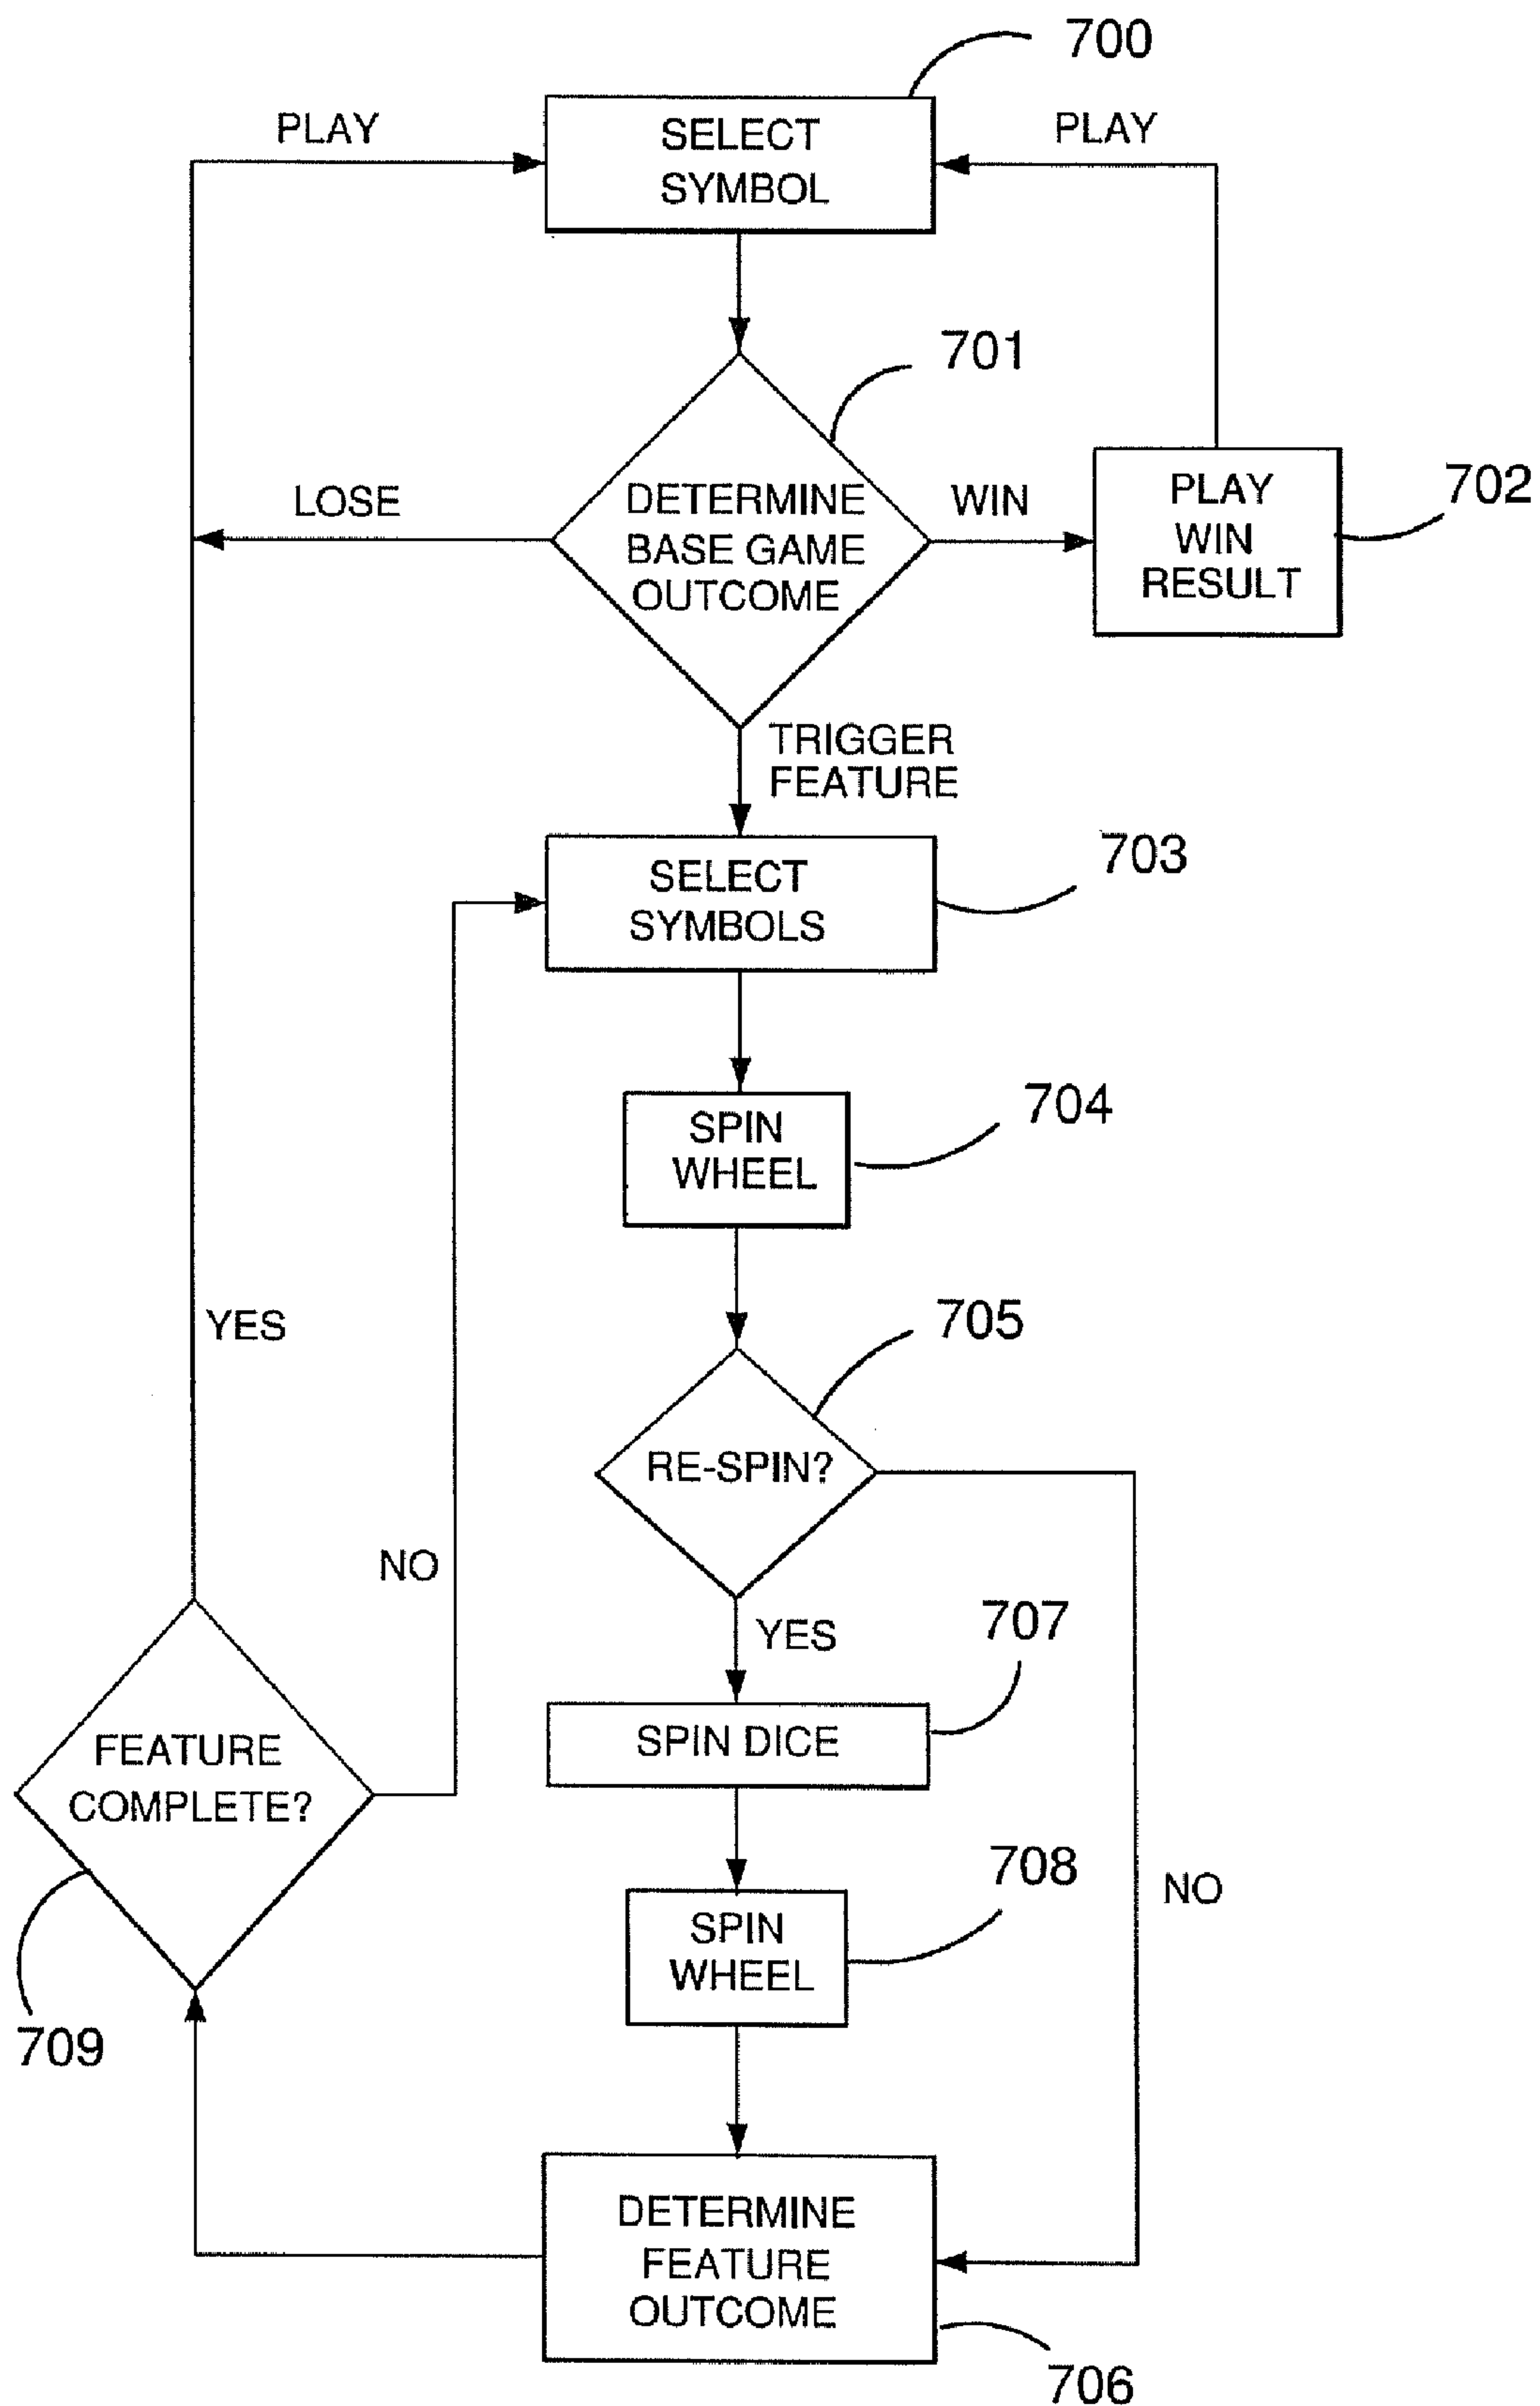 700
PLAY
SELECT
SYMBOL
PLAY
701
LOSE
DETERMINE
BASE GAME
OUTCOME
WIN
PLAY
WIN
RESULT
702
TRIGGER
FEATURE
SELECT
SYMBOLS
703
SPIN
WHEEL
704
YES
705
RE-SPIN?
NO
YES
707
SPIN DICE
FEATURE
COMPLETE?
708
SPIN
WHEEL
NO
709
DETERMINE
FEATURE
OUTCOME
706